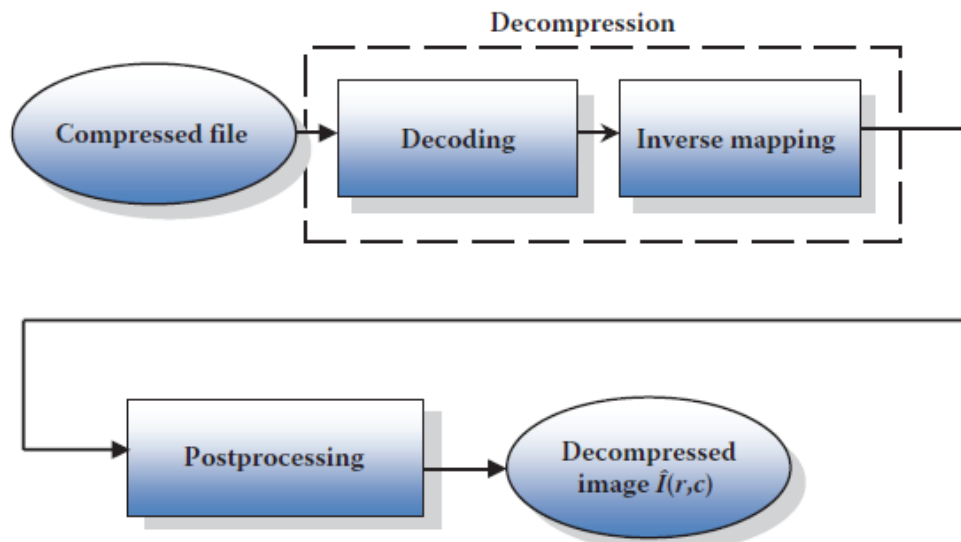 Decompression
Compressed file
Decoding
Inverse mapping
Postprocessing
Decompressed
image Î(r,c)